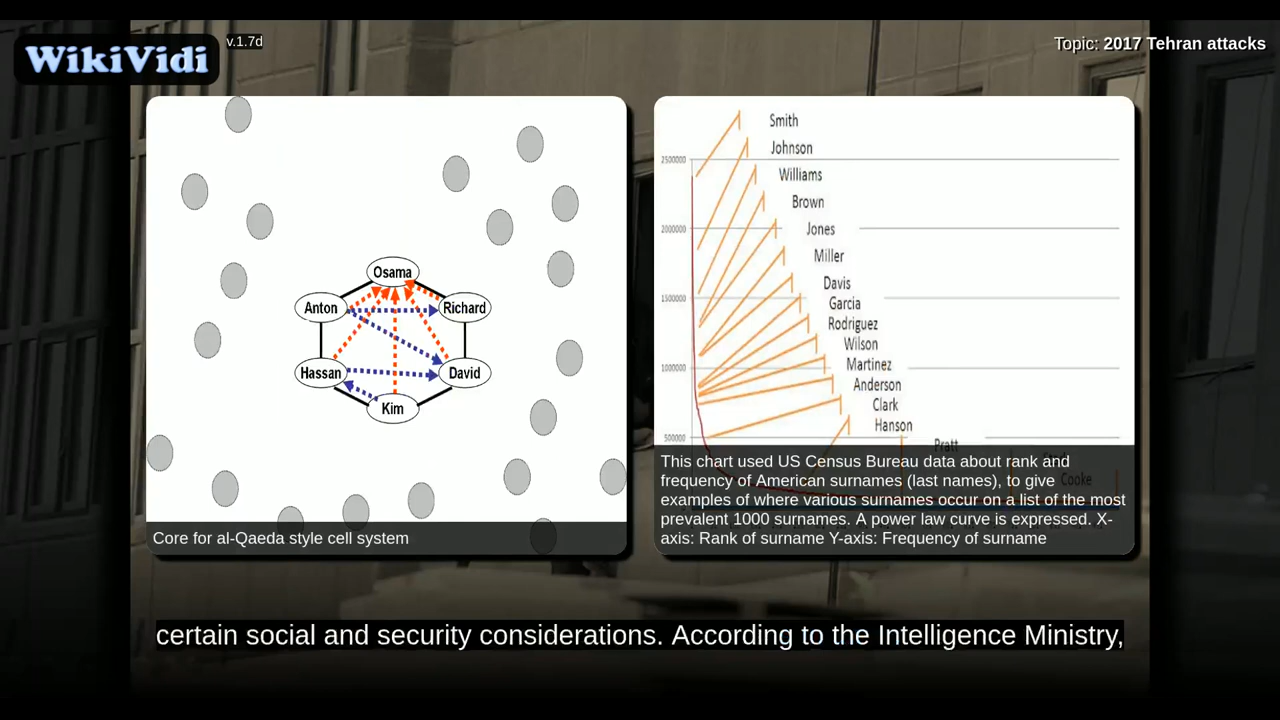 WikiVidi
v.1.7d
Topic: 2017 Tehran attacks
Osama
Anton
Richard
Hassan
David
Kim
Core for al-Qaeda style cell system
Smith
Johnson
2500000
Williams
Brown
2000000
Jones
Miller
Davis
1500000
Garcia
Rodriguez
Wilson
1000000
Martinez
Anderson
Clark
Hanson
500000
Pratt
Cooke
This chart used US Census Bureau data about rank and
frequency of American surnames (last names), to give
examples of where various surnames occur on a list of the most
prevalent 1000 surnames. A power law curve is expressed. X-
axis: Rank of surname Y-axis: Frequency of surname
certain social and security considerations. According to the Intelligence Ministry,